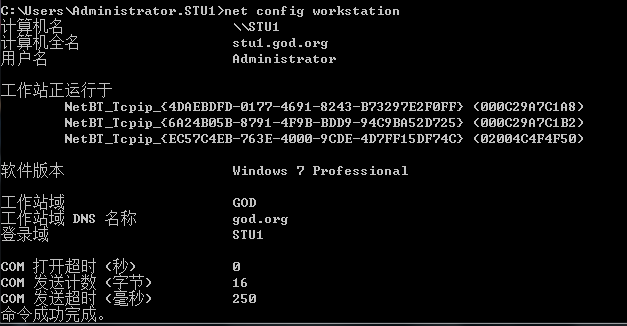 C:\Users\Administrator.STU1>net config workstation
计算机名 \\STU1
计算机全名 stu1.god.org
用户名 Administrator
工作站正运行于
NetBT_Tcpip_{4DAEBDFD-0177-4691-8243-B73297E2F0FF} (000C29A7C1A8)
NetBT_Tcpip_{6A24B05B-8791-4F9B-BDD9-94C9BA52D725} (000C29A7C1B2)
NetBT_Tcpip_{EC57C4EB-763E-4000-9CDE-4D7FF15DF74C} (02004C4F4F50)
软件版本 Windows 7 Professional
工作站域 GOD
工作站域 DNS 名称 god.org
登录域 STU1
COM 打开超时 (秒) 0
COM 发送计数 (字节) 16
COM 发送超时 (毫秒) 250
命令成功完成。